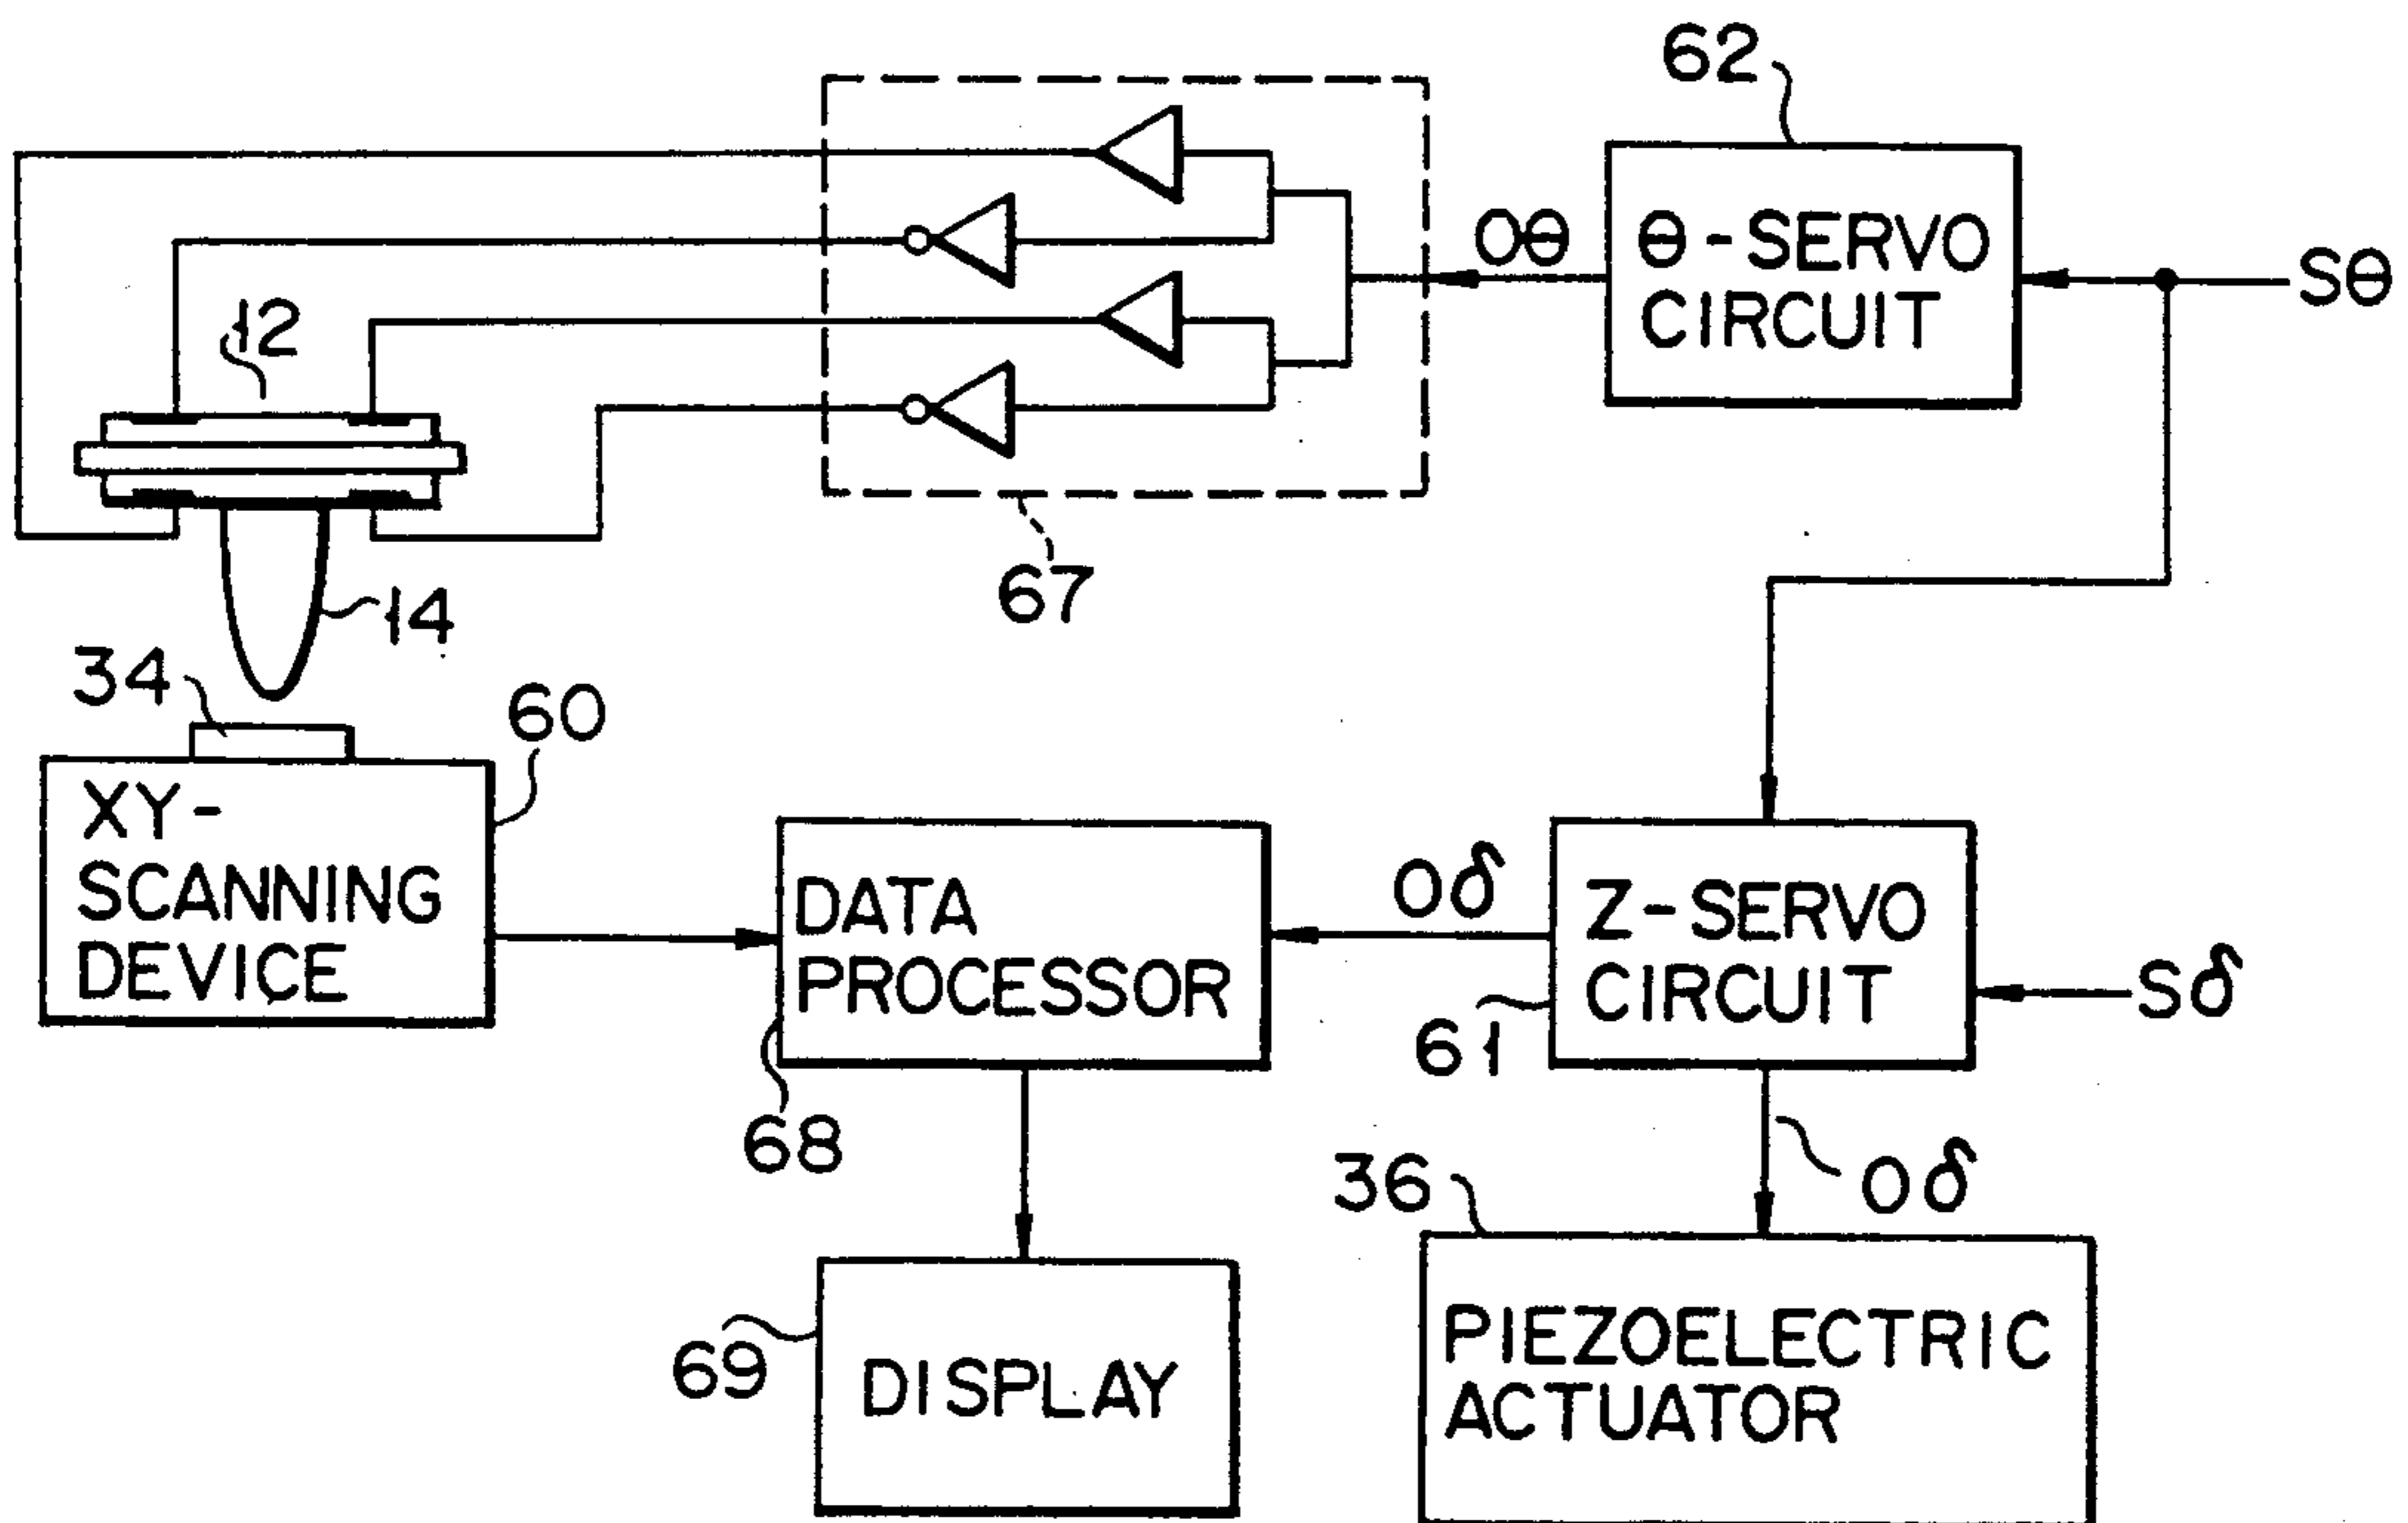 62
Θ-SERVO
CIRCUIT
OΘ
SΘ
12
67
14
34
60
XY-
SCANNING
DEVICE
DATA
PROCESSOR
68
Oδ
Z-SERVO
CIRCUIT
61
Sδ
Oδ
36
PIEZOELECTRIC
ACTUATOR
69
DISPLAY